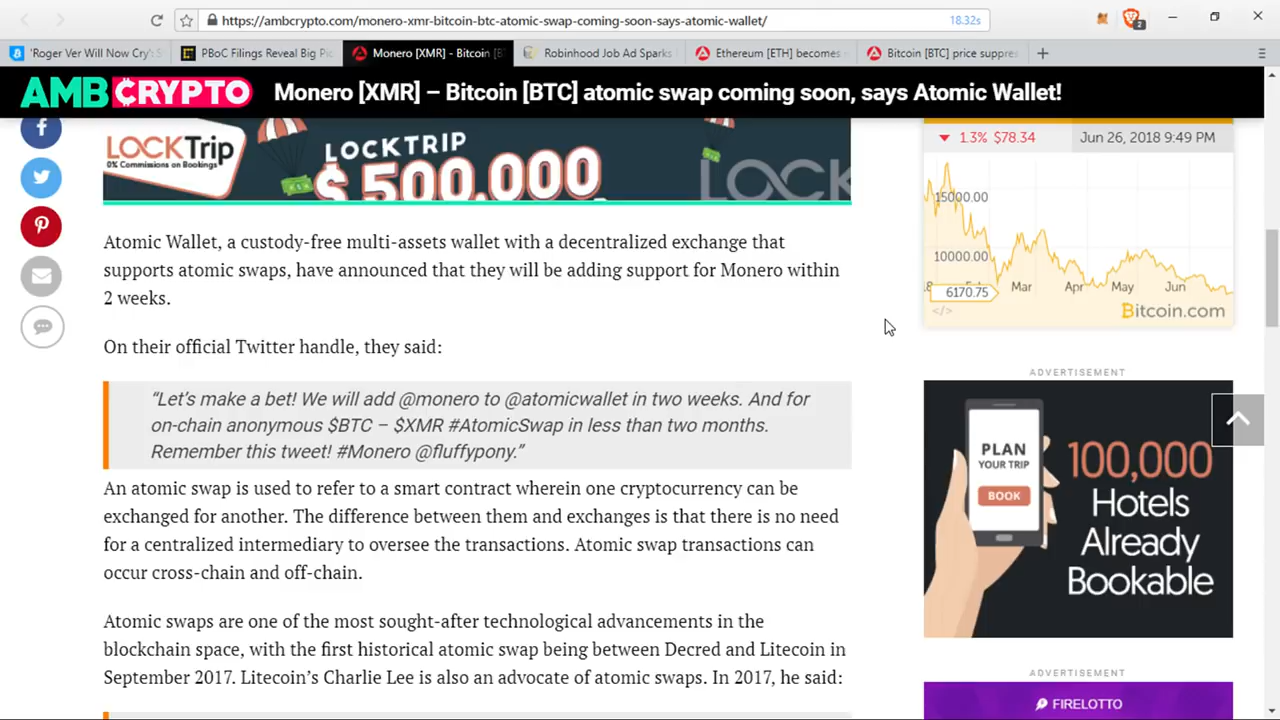 https://ambcrypto.com/monero-xmr-bitcoin-btc-atomic-swap-coming-soon-says-atomic-wallet/
18.32s
2
'Roger Ver Will Now Cry'
PBoC Filings Reveal Big Pic
Monero [XMR] – Bitcoin [B
Robinhood Job Ad Sparks
Ethereum [ETH] becomes
Bitcoin [BTC] price suppres
AMBCRYPTO
Monero [XMR] – Bitcoin [BTC] atomic swap coming soon, says Atomic Wallet!
LOCKTrip
0% Commissions on Bookings
LOCKTRIP
$500,000
LOCK
1.3% $78.34
Jun 26, 2018 9:49 PM
15000.00
10000.00
6170.75
Mar
Apr
May
Jun
</>
Bitcoin.com
Atomic Wallet, a custody-free multi-assets wallet with a decentralized exchange that
supports atomic swaps, have announced that they will be adding support for Monero within
2 weeks.
On their official Twitter handle, they said:
“Let’s make a bet! We will add @monero to @atomicwallet in two weeks. And for
on-chain anonymous $BTC – $XMR #AtomicSwap in less than two months.
Remember this tweet! #Monero @fluffypony.”
An atomic swap is used to refer to a smart contract wherein one cryptocurrency can be
exchanged for another. The difference between them and exchanges is that there is no need
for a centralized intermediary to oversee the transactions. Atomic swap transactions can
occur cross-chain and off-chain.
Atomic swaps are one of the most sought-after technological advancements in the
blockchain space, with the first historical atomic swap being between Decred and Litecoin in
September 2017. Litecoin’s Charlie Lee is also an advocate of atomic swaps. In 2017, he said:
ADVERTISEMENT
PLAN
YOUR TRIP
BOOK
100,000
Hotels
Already
Bookable
ADVERTISEMENT
FIRELOTTO